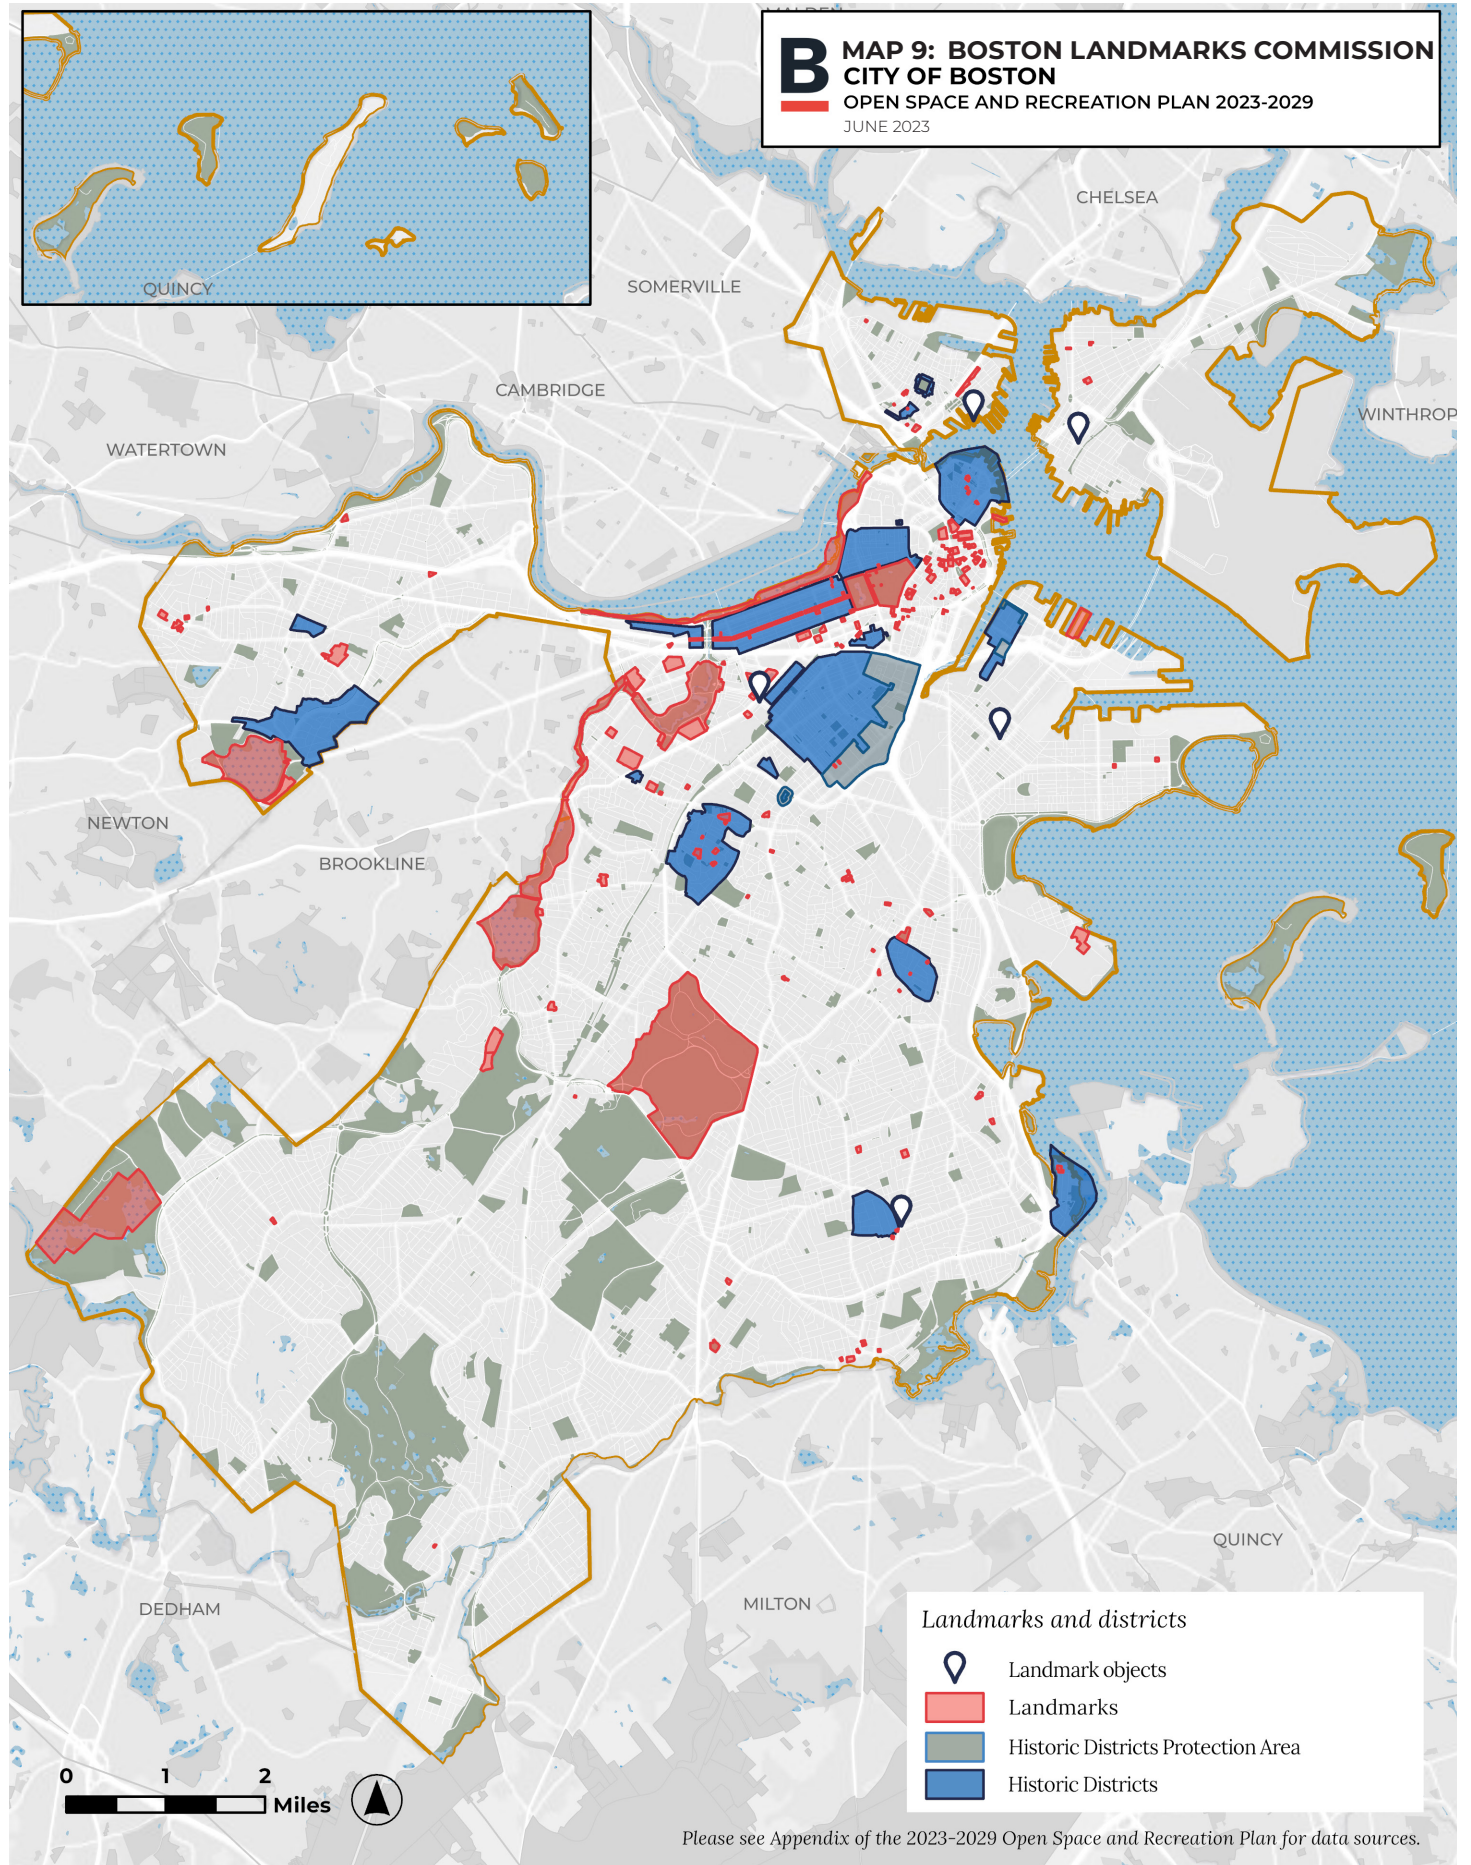 B
MAP 9: BOSTON LANDMARKS COMMISSION
CITY OF BOSTON
OPEN SPACE AND RECREATION PLAN 2023-2029
JUNE 2023
MALDEN
CHELSEA
QUINCY
SOMERVILLE
CAMBRIDGE
WINTHROP
WATERTOWN
NEWTON
BROOKLINE
QUINCY
DEDHAM
MILTON
Landmarks and districts
Landmark objects
Landmarks
Historic Districts Protection Area
Historic Districts
0 1 2
Miles
Please see Appendix of the 2023-2029 Open Space and Recreation Plan for data sources.